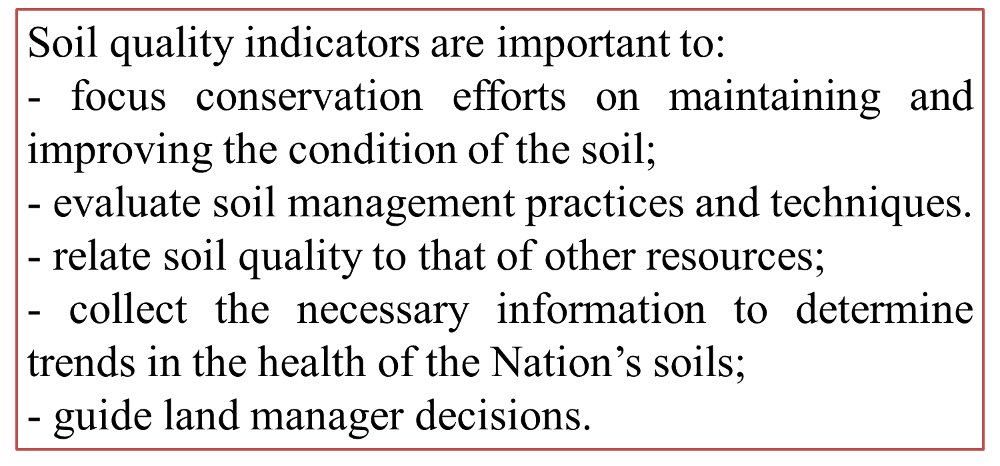 Soil quality indicators are important to:
- focus conservation efforts on maintaining and
improving the condition of the soil;
- evaluate soil management practices and techniques.
- relate soil quality to that of other resources;
- collect the necessary information to determine
trends in the health of the Nation’s soils;
- guide land manager decisions.